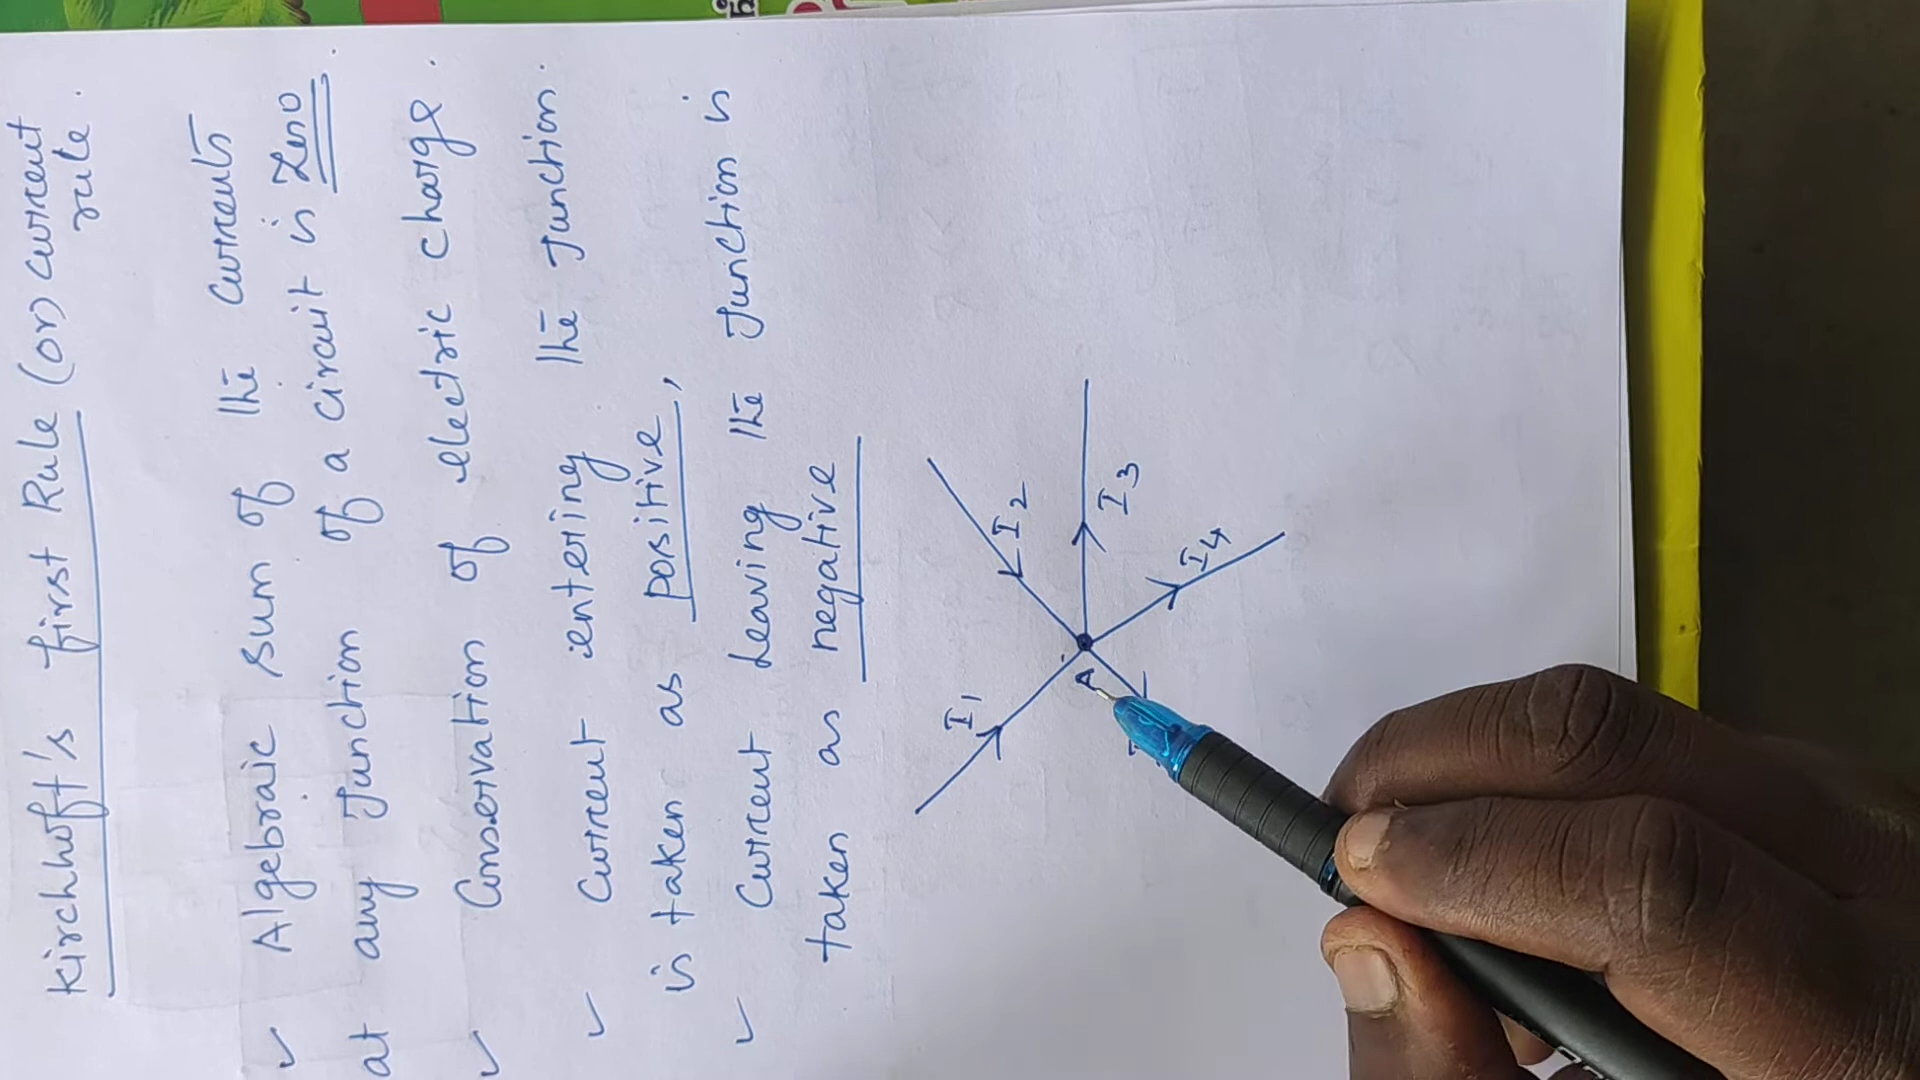 Kirchhoff's first Rule (or) current
rule.
✓ Algebraic sum of the currents
at any Junction of a circuit is Zero.
✓ Conservation of electric charge.
✓ Current entering the Junction.
is taken as positive,
✓ Current leaving the Junction is
taken as negative
I1
I2
I3
I4
A